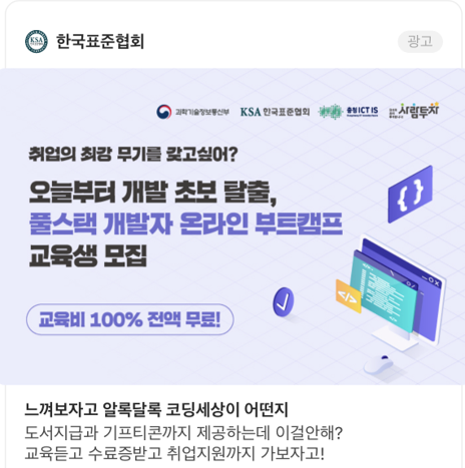 한국표준협회
광고
과학기술정보통신부 KSA 한국표준협회 중원ICT IS 사람투자
취업의 최강 무기를 갖고싶어?
오늘부터 개발 초보 탈출,
풀스택 개발자 온라인 부트캠프
교육생 모집
{ }
</>
교육비 100% 전액 무료!
느껴보자고 알록달록 코딩세상이 어떤지
도서지급과 기프티콘까지 제공하는데 이걸안해?
교육듣고 수료증받고 취업지원까지 가보자고!